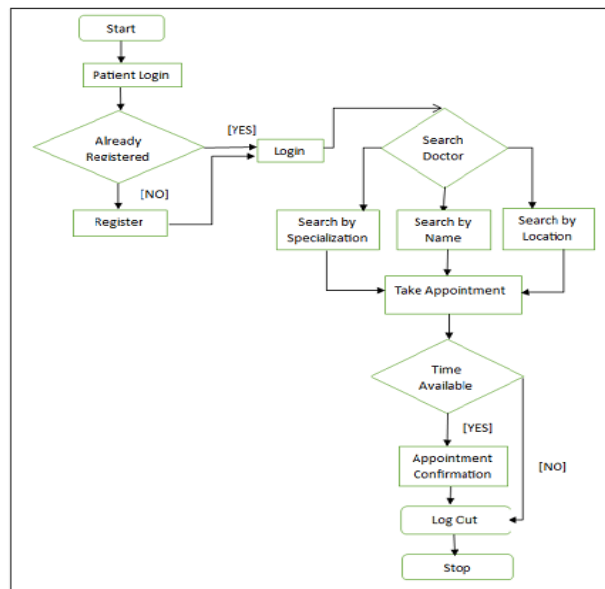 Start
Patient Login
Already
Registered
[YES]
[NO]
Login
Register
Search
Doctor
Search by
Specialization
Search by
Name
Search by
Location
Take Appointment
Time
Available
[YES]
[NO]
Appointment
Confirmation
Log Cut
Stop